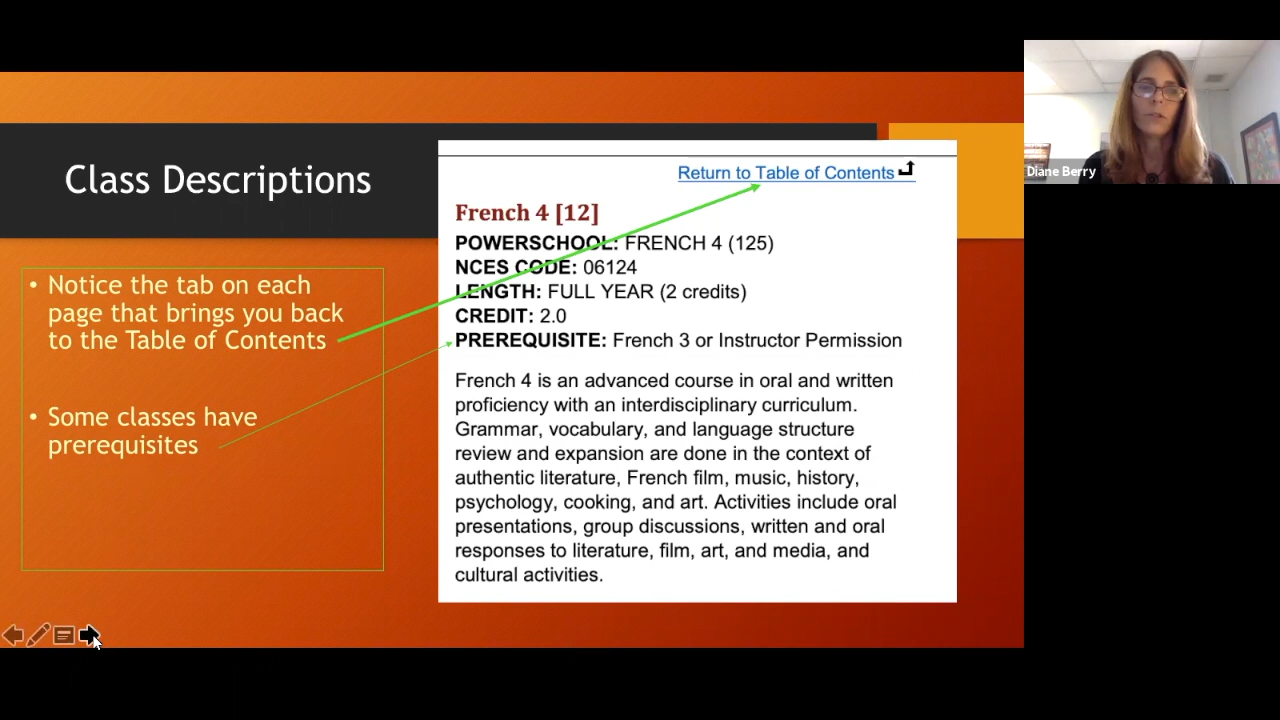 Class Descriptions
• Notice the tab on each
page that brings you back
to the Table of Contents
• Some classes have
prerequisites
Return to Table of Contents
French 4 [12]
POWERSCHOOL: FRENCH 4 (125)
NCES CODE: 06124
LENGTH: FULL YEAR (2 credits)
CREDIT: 2.0
PREREQUISITE: French 3 or Instructor Permission
French 4 is an advanced course in oral and written
proficiency with an interdisciplinary curriculum.
Grammar, vocabulary, and language structure
review and expansion are done in the context of
authentic literature, French film, music, history,
psychology, cooking, and art. Activities include oral
presentations, group discussions, written and oral
responses to literature, film, art, and media, and
cultural activities.
Diane Berry